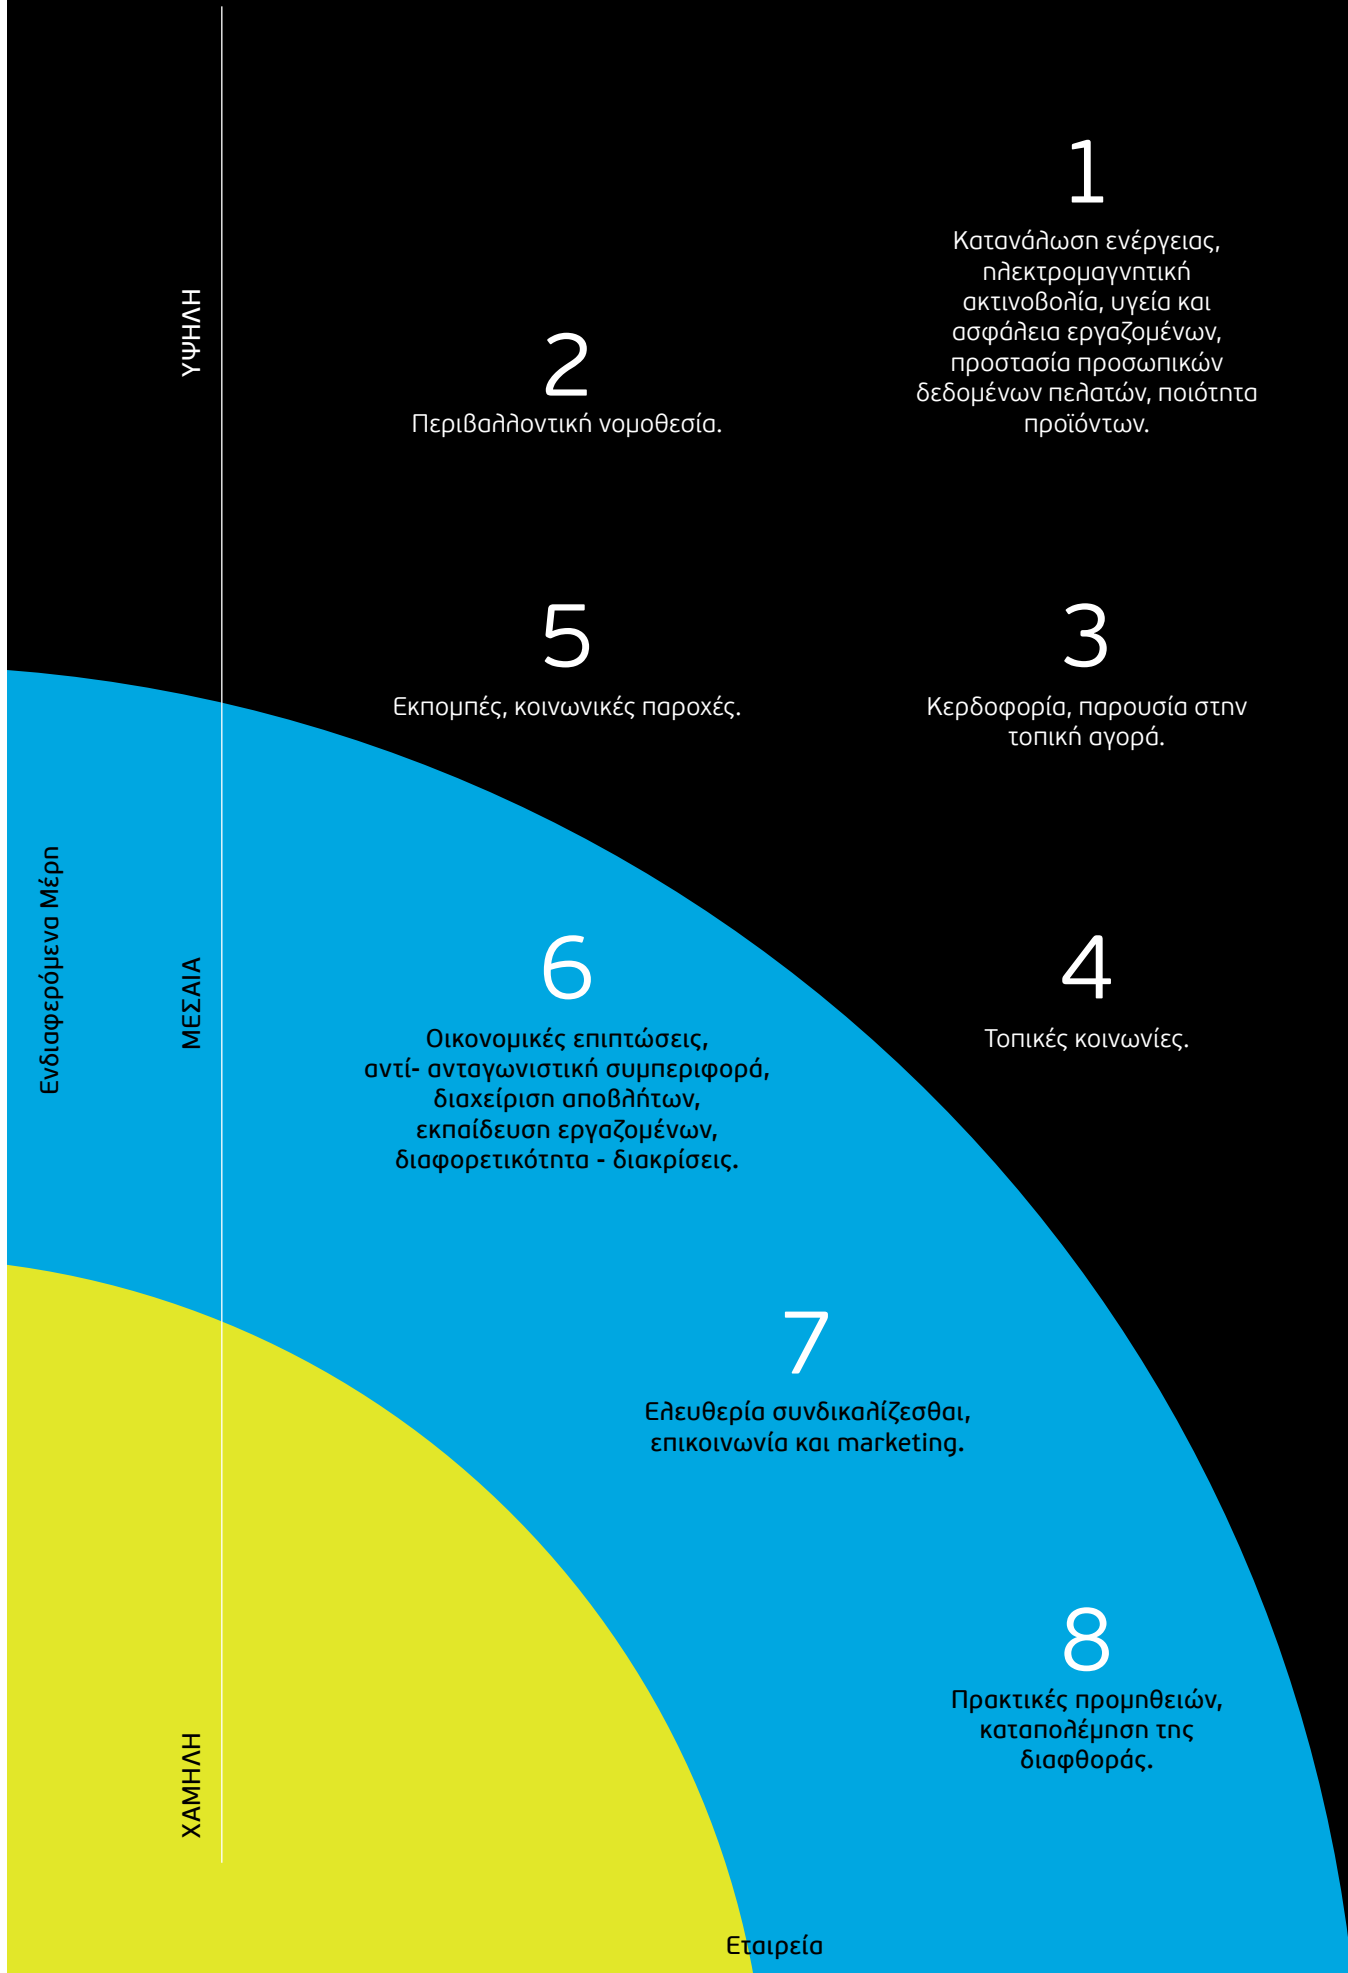 1
Κατανάλωση ενέργειας,
ηλεκτρομαγνητική
ακτινοβολία, υγεία και
ασφάλεια εργαζομένων,
προστασία προσωπικών
δεδομένων πελατών, ποιότητα
προϊόντων.
ΥΨΗΛΗ
2
Περιβαλλοντική νομοθεσία.
5
Εκπομπές, κοινωνικές παροχές.
3
Κερδοφορία, παρουσία στην
τοπική αγορά.
Ενδιαφερόμενα Μέρη
ΜΕΣΑΙΑ
6
Οικονομικές επιπτώσεις,
αντί- ανταγωνιστική συμπεριφορά,
διαχείριση αποβλήτων,
εκπαίδευση εργαζομένων,
διαφορετικότητα - διακρίσεις.
4
Τοπικές κοινωνίες.
7
Ελευθερία συνδικαλίζεσθαι,
επικοινωνία και marketing.
8
Πρακτικές προμηθειών,
καταπολέμηση της
διαφθοράς.
ΧΑΜΗΛΗ
Εταιρεία